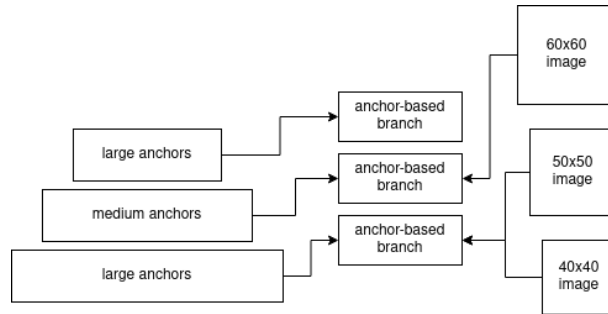 60x60
image
anchor-based
branch
large anchors
anchor-based
branch
50x50
image
medium anchors
anchor-based
branch
large anchors
40x40
image